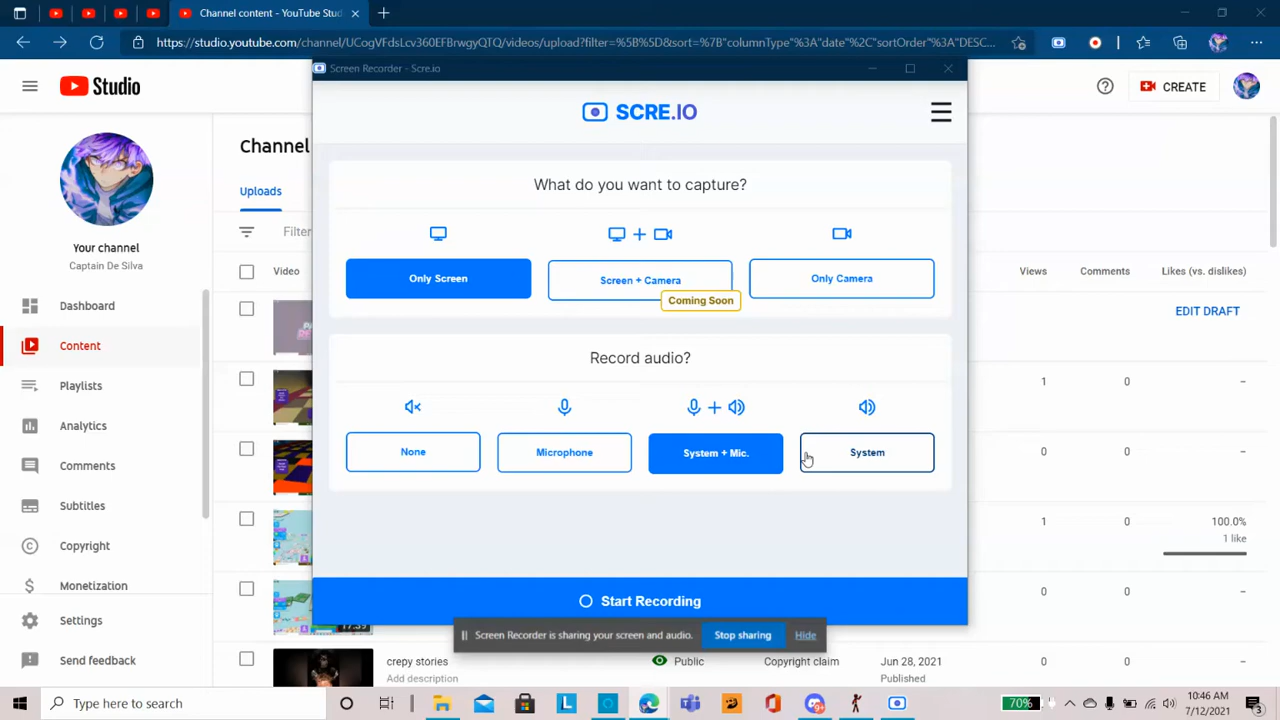 Channel content - YouTube Stud
https://studio.youtube.com/channel/UCogVFdsLcv360EFBrwgyQTQ/videos/upload?filter=%5B%5D&sort=%7B"columnType"%3A"date"%2C"sortOrder"%3A"DESC...
Screen Recorder - Scre.io
Studio
CREATE
SCRE.IO
Channel
Your channel
Captain De Silva
Uploads
Filter
Video
Views
Comments
Likes (vs. dislikes)
What do you want to capture?
Only Screen
Screen + Camera
Only Camera
Coming Soon
Record audio?
None
Microphone
System + Mic.
System
Start Recording
Dashboard
Content
Playlists
Analytics
Comments
Subtitles
Copyright
Monetization
Settings
Send feedback
EDIT DRAFT
1
0
–
0
0
–
1
0
100.0%
1 like
0
0
–
17:39
Screen Recorder is sharing your screen and audio.
Stop sharing
Hide
crepy stories
Add description
Public
Copyright claim
Jun 28, 2021
Published
0
0
–
Type here to search
70%
10:46 AM
7/12/2021
3